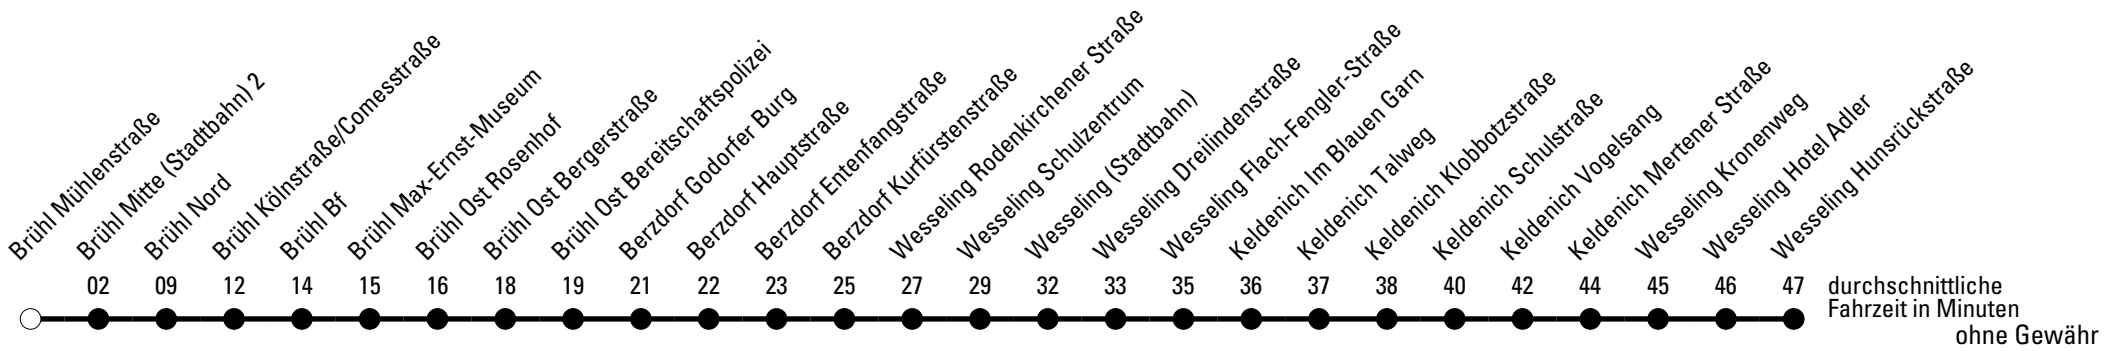 Brühl Mühlenstraße
Brühl Mitte (Stadtbahn) 2
Brühl Nord
Brühl Kölnstraße/Comesstraße
Brühl Bf
Brühl Max-Ernst-Museum
Brühl Ost Rosenhof
Brühl Ost Bergerstraße
Brühl Ost Bereitschaftspolizei
Berzdorf Godorfer Burg
Berzdorf Hauptstraße
Berzdorf Entenfangstraße
Berzdorf Kurfürstenstraße
Wesseling Rodenkirchener Straße
Wesseling Schulzentrum
Wesseling (Stadtbahn)
Wesseling Dreilindenstraße
Wesseling Flach-Fengler-Straße
Keldenich Im Blauen Garn
Keldenich Talweg
Keldenich Klobbotzstraße
Keldenich Schulstraße
Keldenich Vogelsang
Keldenich Mertener Straße
Wesseling Kronenweg
Wesseling Hotel Adler
Wesseling Hunsrückstraße
02 09 12 14 15 16 18 19 21 22 23 25 27 29 32 33 35 36 37 38 40 42 44 45 46 47 durchschnittliche
Fahrzeit in Minuten
ohne Gewähr